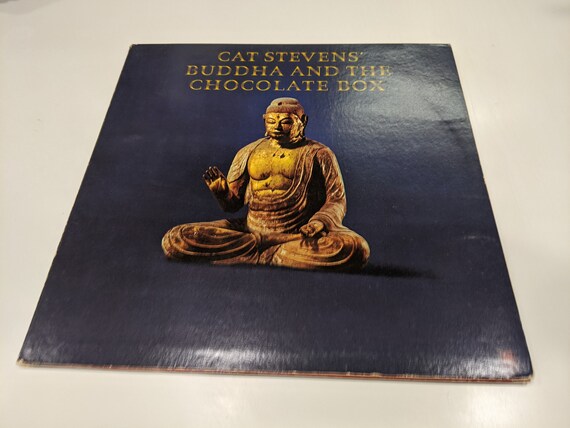 CAT STEVENS'
BUDDHA AND THE
CHOCOLATE BOX